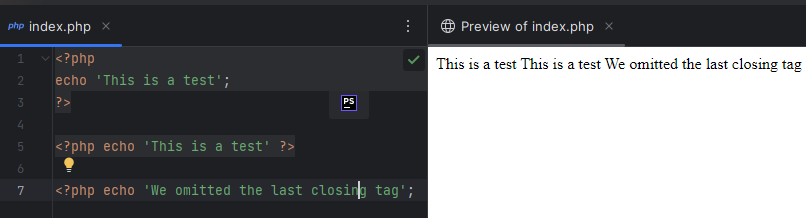 php index.php ×
1 <?php
2 echo 'This is a test';
3 ?>
4
5 <?php echo 'This is a test' ?>
6
7 <?php echo 'We omitted the last closing tag';
PS
Preview of index.php ×
This is a test This is a test We omitted the last closing tag